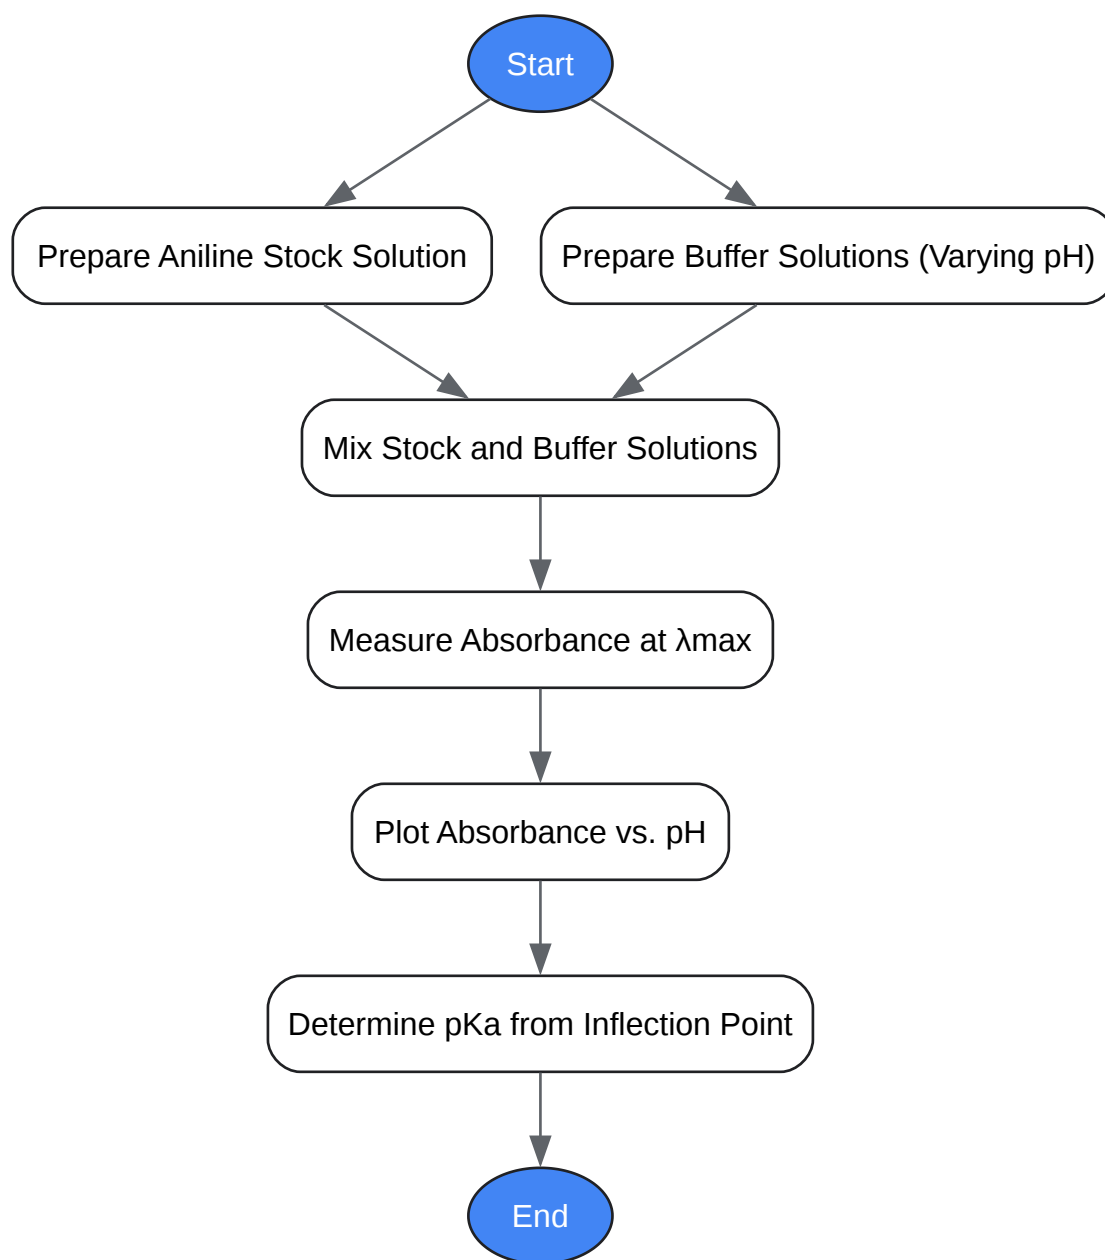 Start
Prepare Aniline Stock Solution
Prepare Buffer Solutions (Varying pH)
Mix Stock and Buffer Solutions
Measure Absorbance at λmax
Plot Absorbance vs. pH
Determine pKa from Inflection Point
End